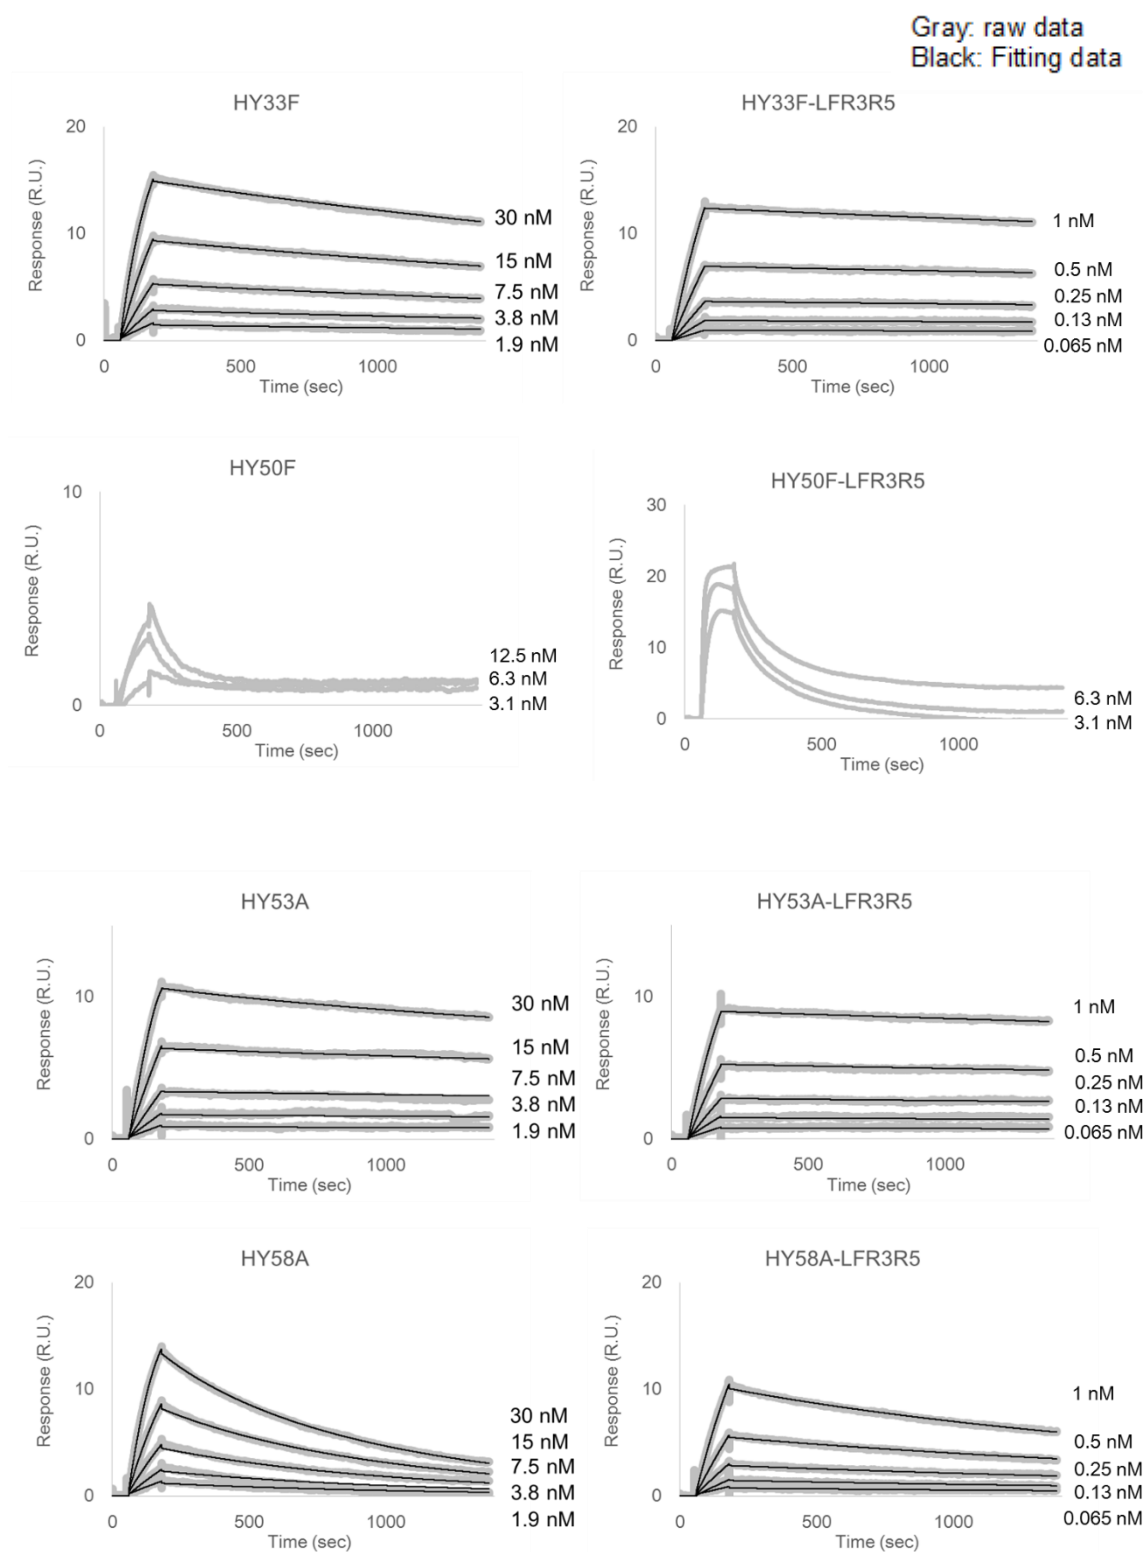 Gray: raw data
Black: Fitting data
HY33F
20
10
0
Response (R.U.)
0 500 1000
Time (sec)
30 nM
15 nM
7.5 nM
3.8 nM
1.9 nM
HY33F-LFR3R5
20
10
0
Response (R.U.)
0 500 1000
Time (sec)
1 nM
0.5 nM
0.25 nM
0.13 nM
0.065 nM
HY50F
10
0
Response (R.U.)
0 500 1000
Time (sec)
12.5 nM
6.3 nM
3.1 nM
HY50F-LFR3R5
30
20
10
0
Response (R.U.)
0 500 1000
Time (sec)
6.3 nM
3.1 nM
HY53A
10
0
Response (R.U.)
0 500 1000
Time (sec)
30 nM
15 nM
7.5 nM
3.8 nM
1.9 nM
HY53A-LFR3R5
10
0
Response (R.U.)
0 500 1000
Time (sec)
1 nM
0.5 nM
0.25 nM
0.13 nM
0.065 nM
HY58A
20
10
0
Response (R.U.)
0 500 1000
Time (sec)
30 nM
15 nM
7.5 nM
3.8 nM
1.9 nM
HY58A-LFR3R5
20
10
0
Response (R.U.)
0 500 1000
Time (sec)
1 nM
0.5 nM
0.25 nM
0.13 nM
0.065 nM